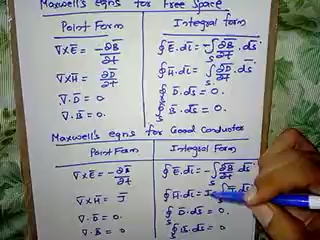 Maxwell's eqns for Free Space
Point Form Integral form
∇×E̅ = -∂B̅/∂t ∮E̅.dl̅ = -∫s ∂B̅/∂t . ds̅
∇×H̅ = ∂D̅/∂t ∮H̅.dl̅ = ∫s ∂D̅/∂t . ds̅
∇.D̅ = 0 ∮s D̅.ds̅ = 0.
∇.B̅ = 0. ∮s B̅.ds̅ = 0.
Maxwell's eqns for Good Conductors
Point Form Integral Form
∇×E̅ = -∂B̅/∂t ∮E̅.dl̅ = -∫s ∂B̅/∂t . ds̅
∇×H̅ = J̅ ∮H̅.dl̅ =
∇.D̅ = 0. ∮s D̅.ds̅ = 0.
∇.B̅ = 0 ∮s B̅.ds̅ = 0.